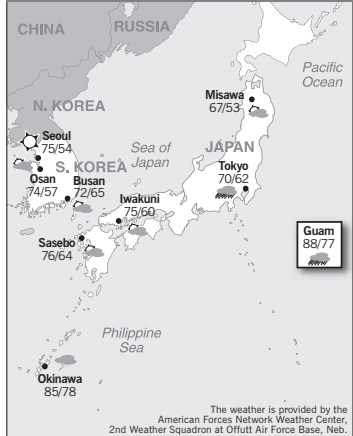 CHINA
RUSSIA
Pacific
Ocean
Misawa
67/53
N. KOREA
Seoul
75/54
Sea of
Japan
JAPAN
S. KOREA
Tokyo
70/62
Osan
74/57
Busan
72/65
Iwakuni
75/60
Guam
88/77
Sasebo
76/64
Philippine
Sea
Okinawa
85/78
The weather is provided by the
American Forces Network Weather Center,
2nd Weather Squadron at Offutt Air Force Base, Neb.